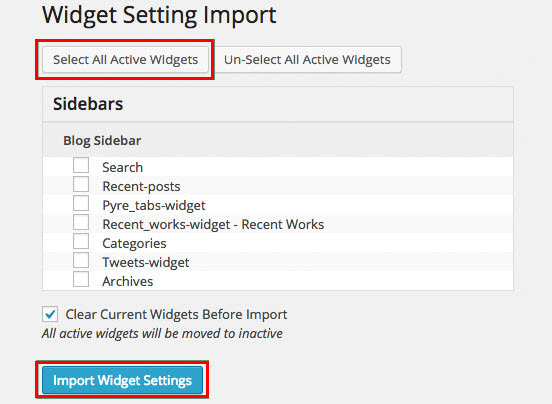 Widget Setting Import
Select All Active Widgets Un-Select All Active Widgets
Sidebars
Blog Sidebar
Search
Recent-posts
Pyre_tabs-widget
Recent_works-widget - Recent Works
Categories
Tweets-widget
Archives
Clear Current Widgets Before Import
All active widgets will be moved to inactive
Import Widget Settings